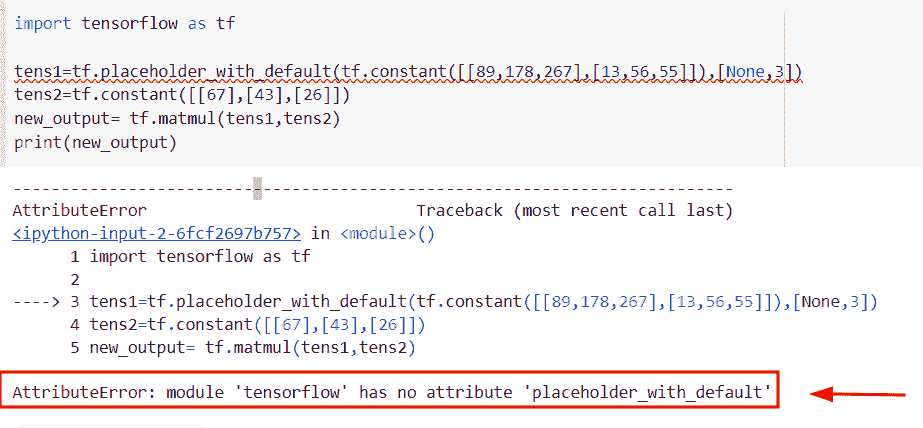 import tensorflow as tf
tens1=tf.placeholder_with_default(tf.constant([[89,178,267],[13,56,55]]),[None,3])
tens2=tf.constant([[67],[43],[26]])
new_output= tf.matmul(tens1,tens2)
print(new_output)
---------------------------------------------------------------------------
AttributeError                            Traceback (most recent call last)
<ipython-input-2-6fcf2697b757> in <module>()
      1 import tensorflow as tf
      2
----> 3 tens1=tf.placeholder_with_default(tf.constant([[89,178,267],[13,56,55]]),[None,3])
      4 tens2=tf.constant([[67],[43],[26]])
      5 new_output= tf.matmul(tens1,tens2)
AttributeError: module 'tensorflow' has no attribute 'placeholder_with_default'